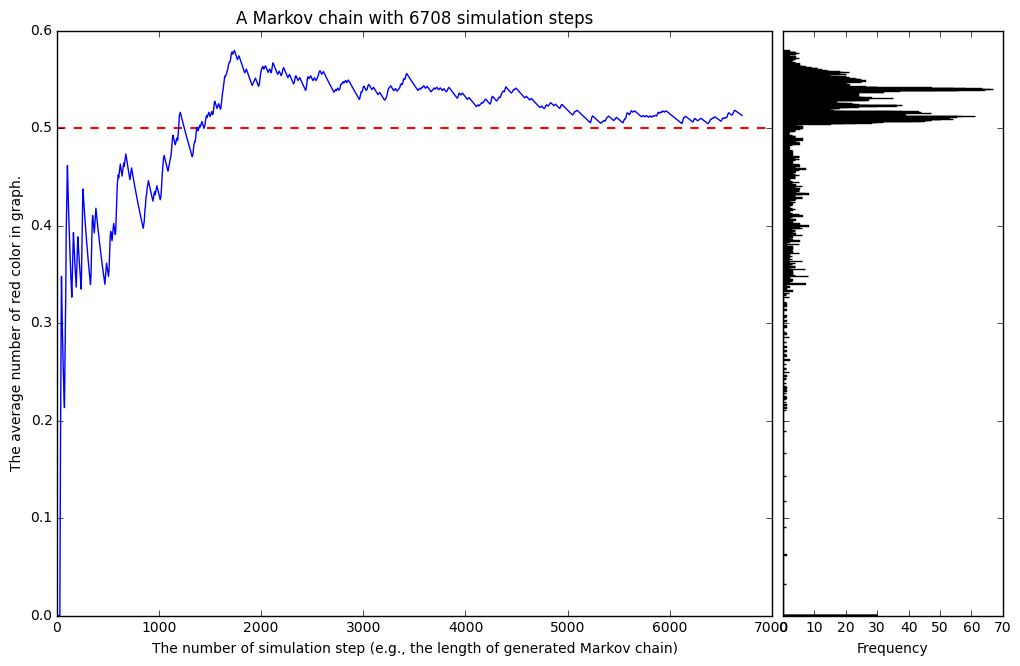 A Markov chain with 6708 simulation steps
The average number of red color in graph.
0.6
0.5
0.4
0.3
0.2
0.1
0.0
0 1000 2000 3000 4000 5000 6000 7000
The number of simulation step (e.g., the length of generated Markov chain)
0 10 20 30 40 50 60 70
Frequency